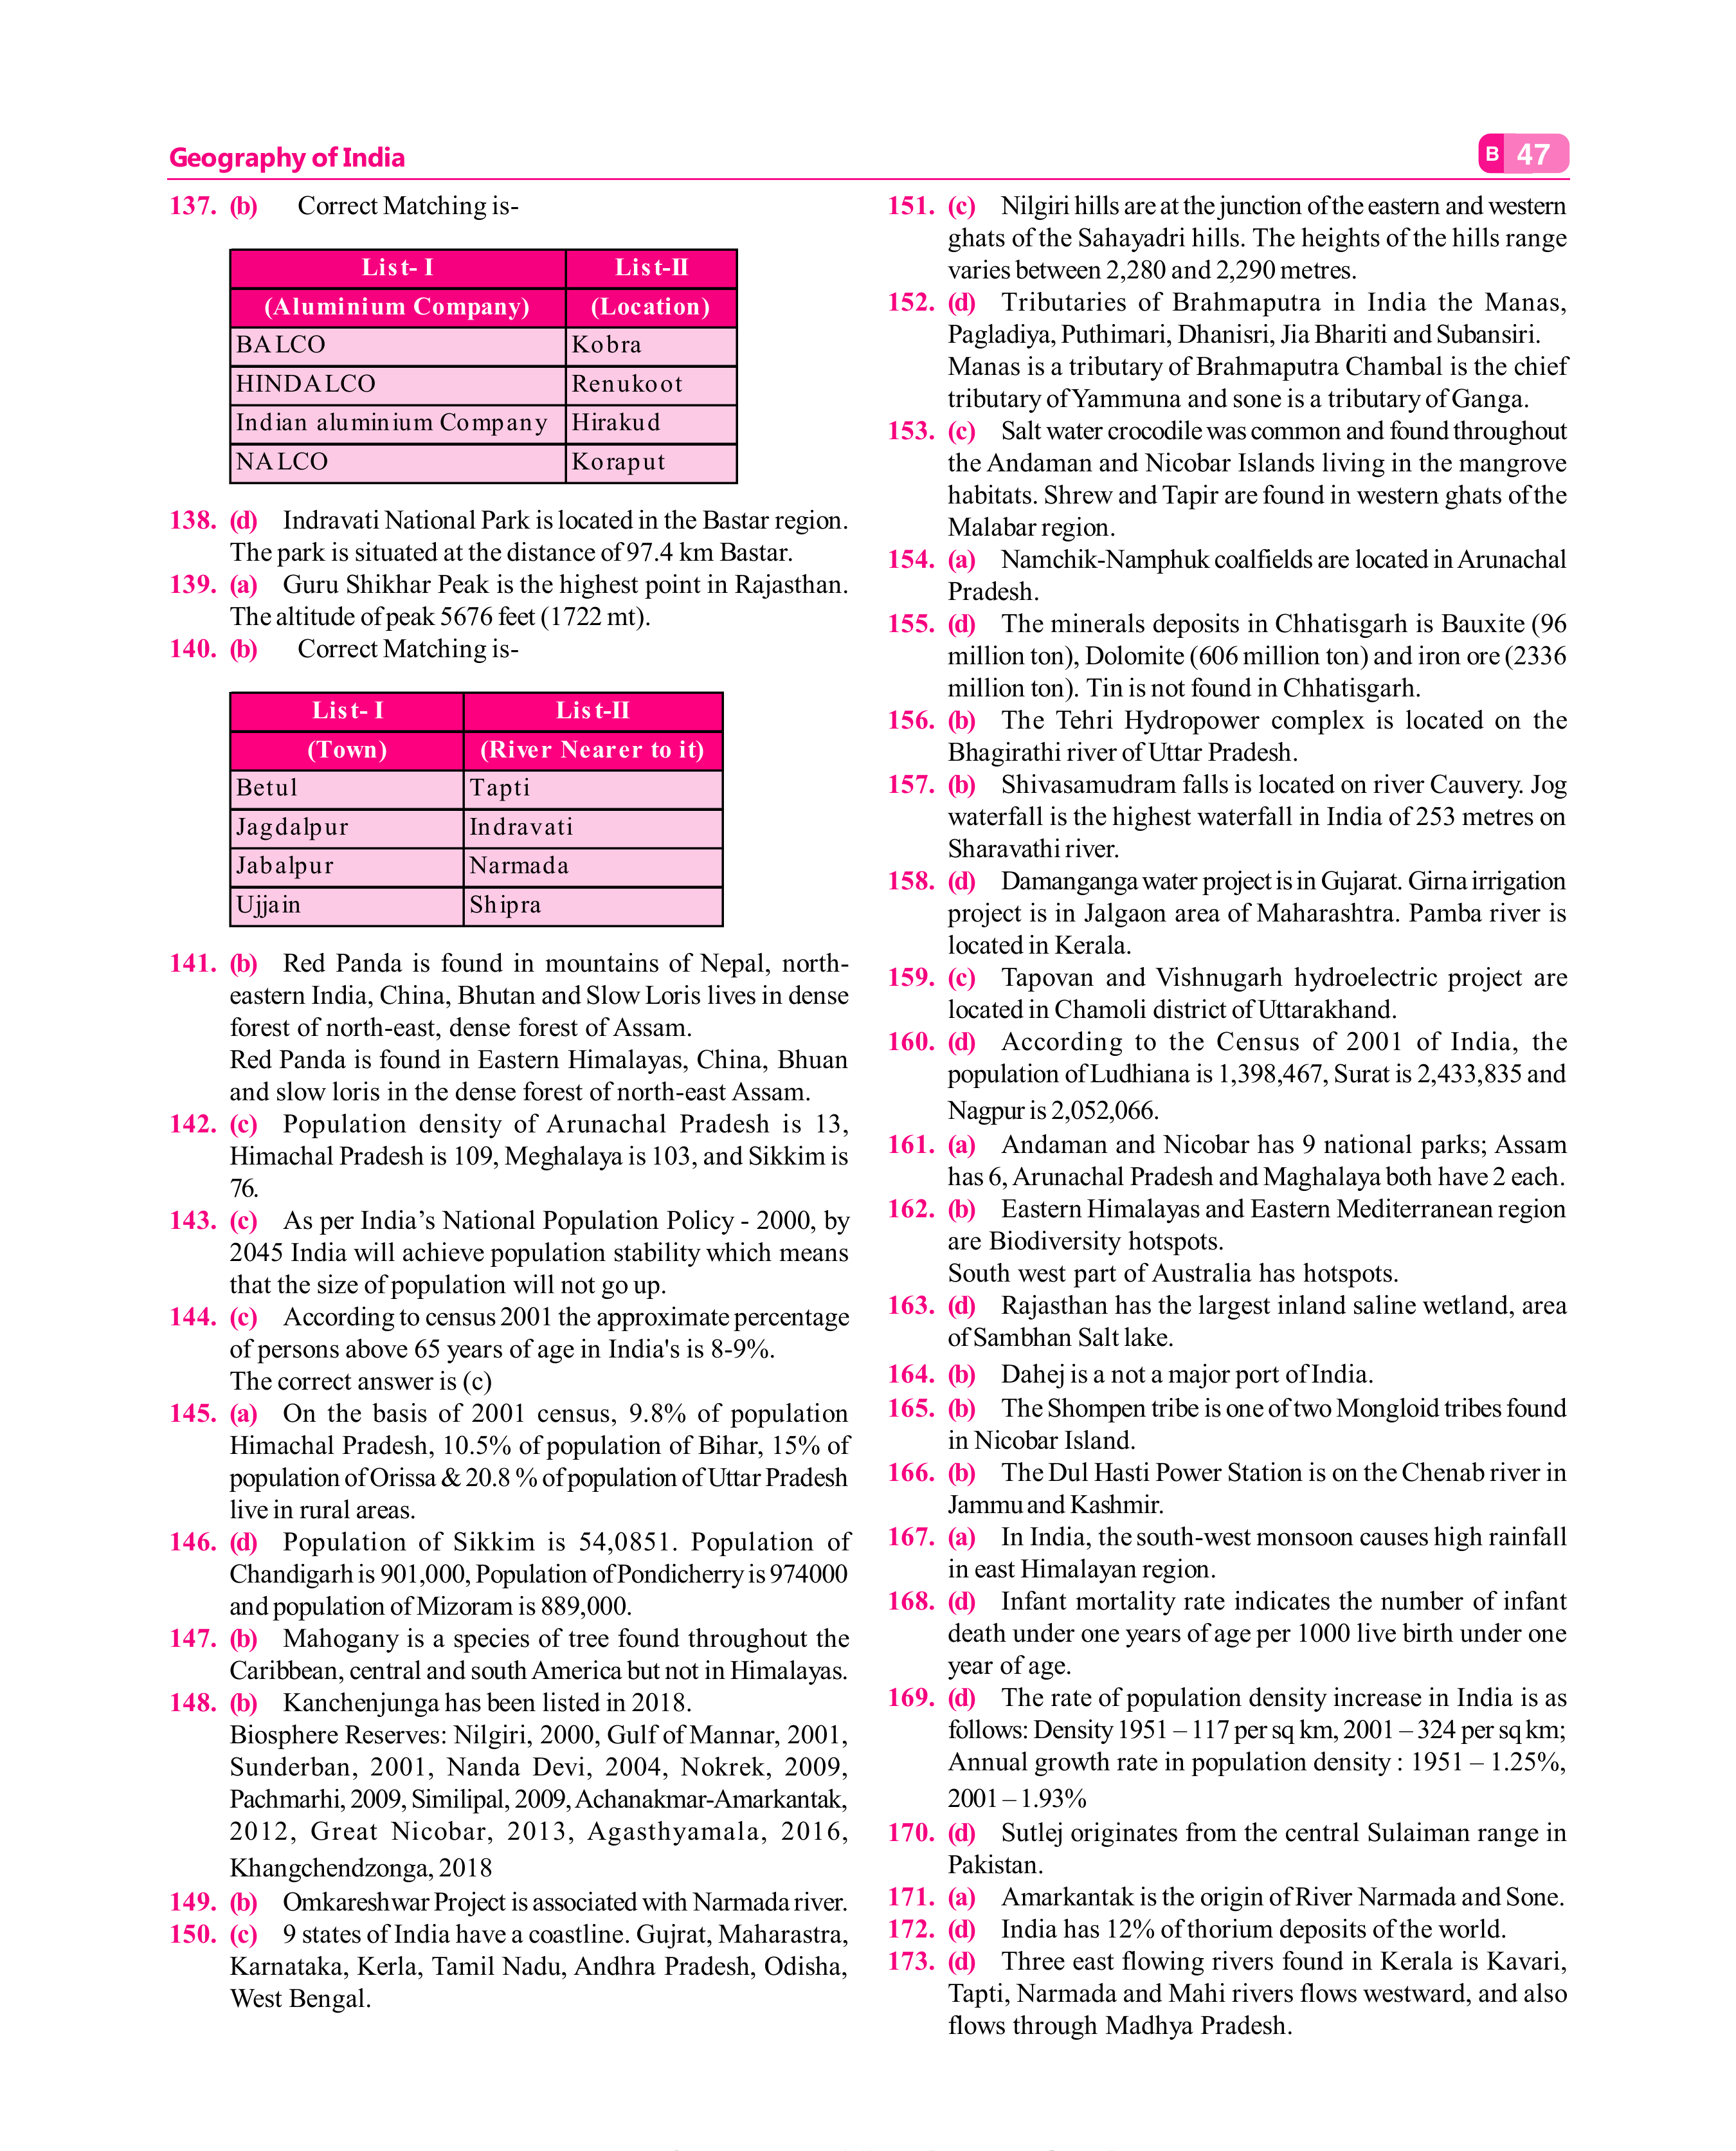 Geography of India
B 47
137. (b) Correct Matching is-
List- I List-II
(Aluminium Company) (Location)
BALCO Kobra
HINDALCO Renukoot
Indian aluminium Company Hirakud
NALCO Koraput
138. (d) Indravati National Park is located in the Bastar region.
The park is situated at the distance of 97.4 km Bastar.
139. (a) Guru Shikhar Peak is the highest point in Rajasthan.
The altitude of peak 5676 feet (1722 mt).
140. (b) Correct Matching is-
List- I List-II
(Town) (River Nearer to it)
Betul Tapti
Jagdalpur Indravati
Jabalpur Narmada
Ujjain Shipra
141. (b) Red Panda is found in mountains of Nepal, north-
eastern India, China, Bhutan and Slow Loris lives in dense
forest of north-east, dense forest of Assam.
Red Panda is found in Eastern Himalayas, China, Bhuan
and slow loris in the dense forest of north-east Assam.
142. (c) Population density of Arunachal Pradesh is 13,
Himachal Pradesh is 109, Meghalaya is 103, and Sikkim is
76.
143. (c) As per India’s National Population Policy - 2000, by
2045 India will achieve population stability which means
that the size of population will not go up.
144. (c) According to census 2001 the approximate percentage
of persons above 65 years of age in India's is 8-9%.
The correct answer is (c)
145. (a) On the basis of 2001 census, 9.8% of population
Himachal Pradesh, 10.5% of population of Bihar, 15% of
population of Orissa & 20.8 % of population of Uttar Pradesh
live in rural areas.
146. (d) Population of Sikkim is 54,0851. Population of
Chandigarh is 901,000, Population of Pondicherry is 974000
and population of Mizoram is 889,000.
147. (b) Mahogany is a species of tree found throughout the
Caribbean, central and south America but not in Himalayas.
148. (b) Kanchenjunga has been listed in 2018.
Biosphere Reserves: Nilgiri, 2000, Gulf of Mannar, 2001,
Sunderban, 2001, Nanda Devi, 2004, Nokrek, 2009,
Pachmarhi, 2009, Similipal, 2009, Achanakmar-Amarkantak,
2012, Great Nicobar, 2013, Agasthyamala, 2016,
Khangchendzonga, 2018
149. (b) Omkareshwar Project is associated with Narmada river.
150. (c) 9 states of India have a coastline. Gujrat, Maharastra,
Karnataka, Kerla, Tamil Nadu, Andhra Pradesh, Odisha,
West Bengal.
151. (c) Nilgiri hills are at the junction of the eastern and western
ghats of the Sahayadri hills. The heights of the hills range
varies between 2,280 and 2,290 metres.
152. (d) Tributaries of Brahmaputra in India the Manas,
Pagladiya, Puthimari, Dhanisri, Jia Bhariti and Subansiri.
Manas is a tributary of Brahmaputra Chambal is the chief
tributary of Yammuna and sone is a tributary of Ganga.
153. (c) Salt water crocodile was common and found throughout
the Andaman and Nicobar Islands living in the mangrove
habitats. Shrew and Tapir are found in western ghats of the
Malabar region.
154. (a) Namchik-Namphuk coalfields are located in Arunachal
Pradesh.
155. (d) The minerals deposits in Chhatisgarh is Bauxite (96
million ton), Dolomite (606 million ton) and iron ore (2336
million ton). Tin is not found in Chhatisgarh.
156. (b) The Tehri Hydropower complex is located on the
Bhagirathi river of Uttar Pradesh.
157. (b) Shivasamudram falls is located on river Cauvery. Jog
waterfall is the highest waterfall in India of 253 metres on
Sharavathi river.
158. (d) Damanganga water project is in Gujarat. Girna irrigation
project is in Jalgaon area of Maharashtra. Pamba river is
located in Kerala.
159. (c) Tapovan and Vishnugarh hydroelectric project are
located in Chamoli district of Uttarakhand.
160. (d) According to the Census of 2001 of India, the
population of Ludhiana is 1,398,467, Surat is 2,433,835 and
Nagpur is 2,052,066.
161. (a) Andaman and Nicobar has 9 national parks; Assam
has 6, Arunachal Pradesh and Maghalaya both have 2 each.
162. (b) Eastern Himalayas and Eastern Mediterranean region
are Biodiversity hotspots.
South west part of Australia has hotspots.
163. (d) Rajasthan has the largest inland saline wetland, area
of Sambhan Salt lake.
164. (b) Dahej is a not a major port of India.
165. (b) The Shompen tribe is one of two Mongloid tribes found
in Nicobar Island.
166. (b) The Dul Hasti Power Station is on the Chenab river in
Jammu and Kashmir.
167. (a) In India, the south-west monsoon causes high rainfall
in east Himalayan region.
168. (d) Infant mortality rate indicates the number of infant
death under one years of age per 1000 live birth under one
year of age.
169. (d) The rate of population density increase in India is as
follows: Density 1951 – 117 per sq km, 2001 – 324 per sq km;
Annual growth rate in population density : 1951 – 1.25%,
2001 – 1.93%
170. (d) Sutlej originates from the central Sulaiman range in
Pakistan.
171. (a) Amarkantak is the origin of River Narmada and Sone.
172. (d) India has 12% of thorium deposits of the world.
173. (d) Three east flowing rivers found in Kerala is Kavari,
Tapti, Narmada and Mahi rivers flows westward, and also
flows through Madhya Pradesh.